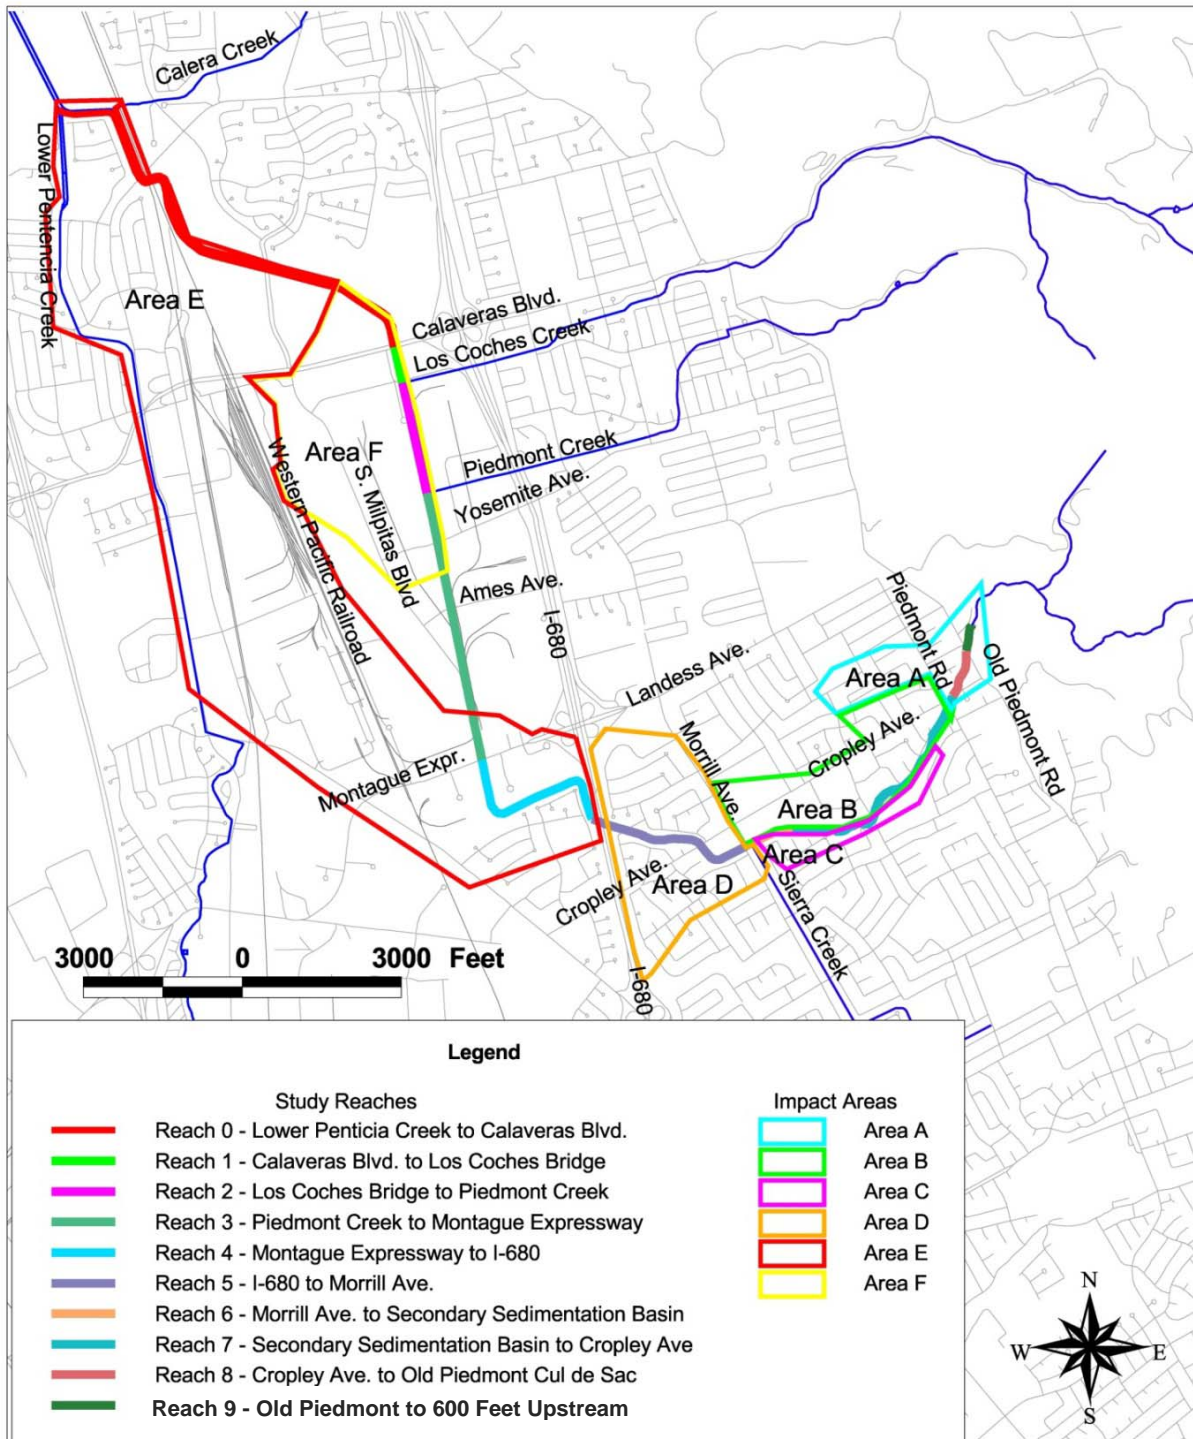 Calera Creek
Lower Pentencia Creek
Area E
Calaveras Blvd.
Los Coches Creek
Area F
Piedmont Creek
Yosemite Ave.
S. Milpitas Blvd
Western Pacific Railroad
Ames Ave.
I-680
Landess Ave.
Piedmont Rd
Old Piedmont Rd
Area A
Cropley Ave.
Morrill Ave.
Montague Expr.
Area B
Area C
Cropley Ave.
Area D
Sierra Creek
I-680
3000 0 3000 Feet
Legend
Study Reaches
Reach 0 - Lower Penticia Creek to Calaveras Blvd.
Reach 1 - Calaveras Blvd. to Los Coches Bridge
Reach 2 - Los Coches Bridge to Piedmont Creek
Reach 3 - Piedmont Creek to Montague Expressway
Reach 4 - Montague Expressway to I-680
Reach 5 - I-680 to Morrill Ave.
Reach 6 - Morrill Ave. to Secondary Sedimentation Basin
Reach 7 - Secondary Sedimentation Basin to Cropley Ave
Reach 8 - Cropley Ave. to Old Piedmont Cul de Sac
Reach 9 - Old Piedmont to 600 Feet Upstream
Impact Areas
Area A
Area B
Area C
Area D
Area E
Area F
N
W E
S